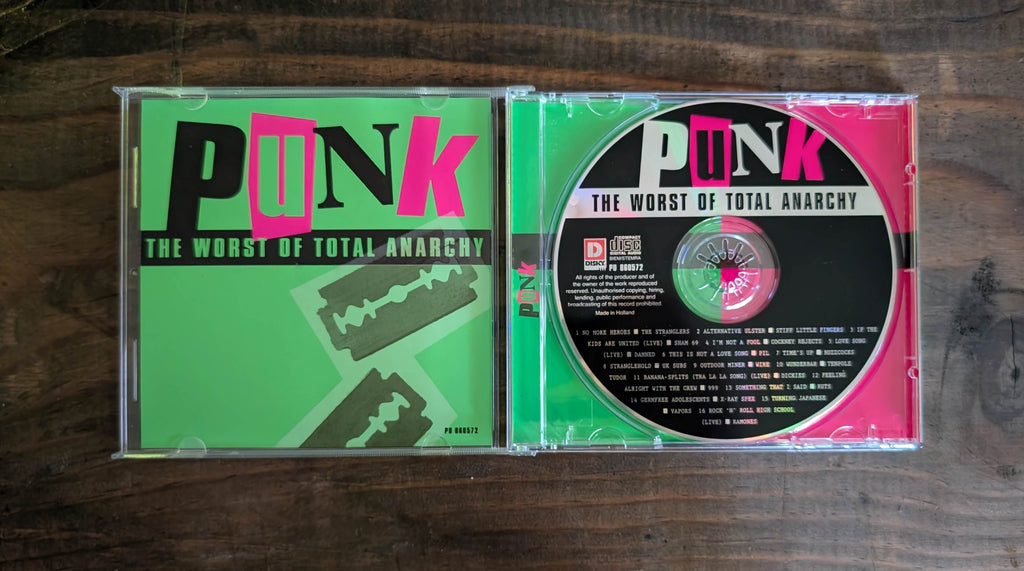 PuNk
THE WORST OF TOTAL ANARCHY
PU 860572
PuNk
PuNk
THE WORST OF TOTAL ANARCHY
D
DISKY
COMPACT
disc
DIGITAL AUDIO
BIEM/STEMRA
PU 860572
All rights of the producer and of
the owner of the work reproduced
reserved. Unauthorised copying, hiring,
lending, public performance and
broadcasting of this record prohibited.
Made in Holland
1 NO MORE HEROES THE STRANGLERS 2 ALTERNATIVE ULSTER STIFF LITTLE FINGERS 3 IF THE
KIDS ARE UNITED (LIVE) SHAM 69 4 I'M NOT A FOOL COCKNEY REJECTS 5 LOVE SONG
(LIVE) DAMNED 6 THIS IS NOT A LOVE SONG PIL 7 TIME'S UP BUZZCOCKS
8 STRANGLEHOLD UK SUBS 9 OUTDOOR MINER WIRE 10 WUNDERBAR TENPOLE
TUDOR 11 BANANA-SPLITS (TRA LA LA SONG) (LIVE) DICKIES 12 FEELING
ALRIGHT WITH THE CREW 999 13 SOMETHING THAT I SAID RUTS
14 GERMFREE ADOLESCENTS X-RAY SPEX 15 TURNING JAPANESE
VAPORS 16 ROCK 'N' ROLL HIGH SCHOOL
(LIVE) RAMONES